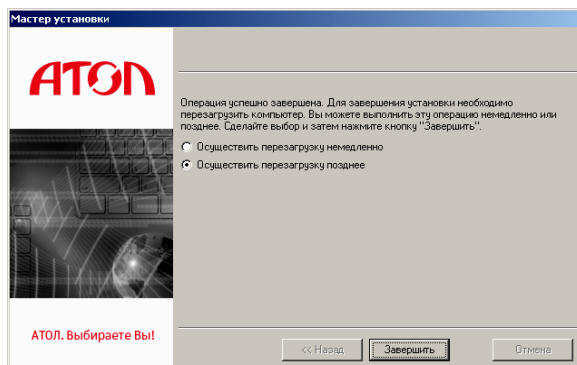 Мастер установки
АТОЛ
Операция успешно завершена. Для завершения установки необходимо
перезагрузить компьютер. Вы можете выполнить эту операцию немедленно или
позднее. Сделайте выбор и затем нажмите кнопку "Завершить".
Осуществить перезагрузку немедленно
Осуществить перезагрузку позднее
АТОЛ. Выбираете Вы!
<< Назад
Завершить
Отмена